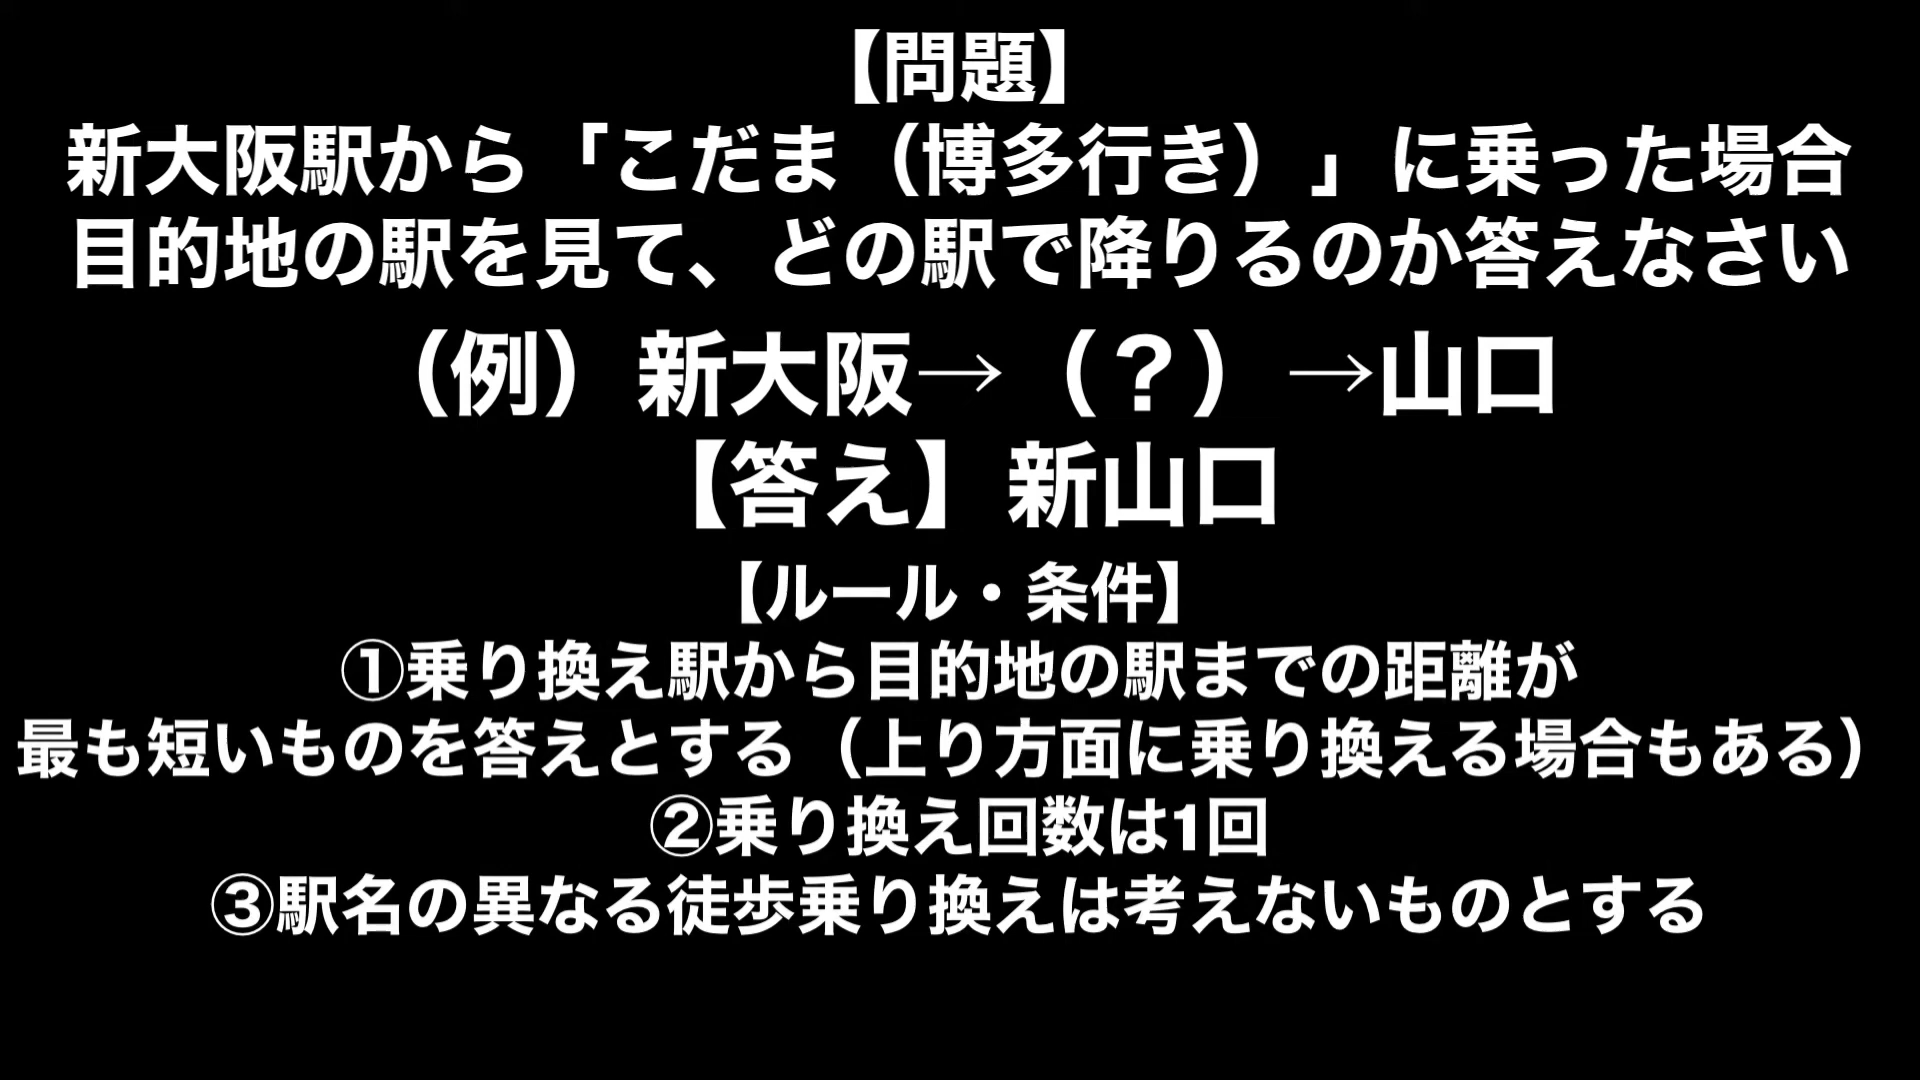 【問題】
新大阪駅から「こだま（博多行き）」に乗った場合
目的地の駅を見て、どの駅で降りるのか答えなさい
（例）新大阪→（？）→山口
【答え】新山口
【ルール・条件】
①乗り換え駅から目的地の駅までの距離が
最も短いものを答えとする（上り方面に乗り換える場合もある）
②乗り換え回数は1回
③駅名の異なる徒歩乗り換えは考えないものとする